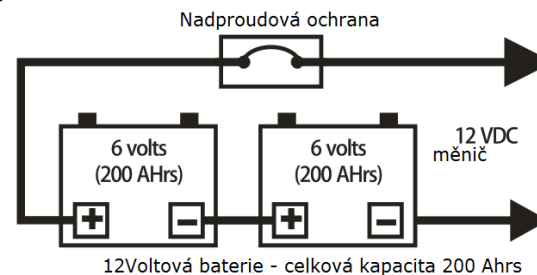 Nadproudová ochrana
6 volts
(200 AHrs)
+
−
6 volts
(200 AHrs)
+
−
12 VDC
měnič
12Voltová baterie - celková kapacita 200 Ahrs